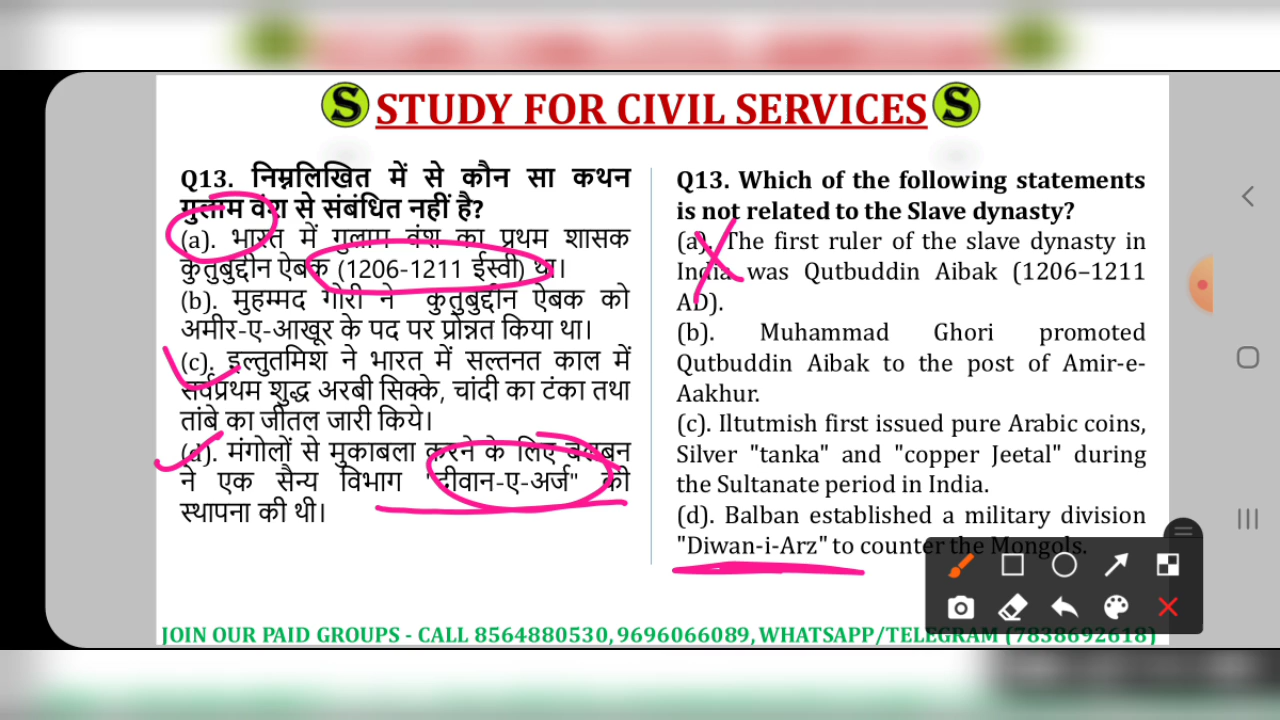 S STUDY FOR CIVIL SERVICES S
Q13. निम्नलिखित में से कौन सा कथन
गुलाम वंश से संबंधित नहीं है?
(a). भारत में गुलाम वंश का प्रथम शासक
कुतुबुद्दीन ऐबक (1206-1211 ईस्वी) था।
(b). मुहम्मद गोरी ने कुतुबुद्दीन ऐबक को
अमीर-ए-आखूर के पद पर प्रोन्नत किया था।
(c). इल्तुतमिश ने भारत में सल्तनत काल में
सर्वप्रथम शुद्ध अरबी सिक्के, चांदी का टंका तथा
तांबे का जीतल जारी किये।
(d). मंगोलों से मुकाबला करने के लिए बलबन
ने एक सैन्य विभाग "दीवान-ए-अर्ज" की
स्थापना की थी।
Q13. Which of the following statements
is not related to the Slave dynasty?
(a). The first ruler of the slave dynasty in
India was Qutbuddin Aibak (1206–1211
AD).
(b). Muhammad Ghori promoted
Qutbuddin Aibak to the post of Amir-e-
Aakhur.
(c). Iltutmish first issued pure Arabic coins,
Silver "tanka" and "copper Jeetal" during
the Sultanate period in India.
(d). Balban established a military division
"Diwan-i-Arz" to counter the Mongols.
JOIN OUR PAID GROUPS - CALL 8564880530, 9696066089, WHATSAPP/TELEGRAM (7838692618)